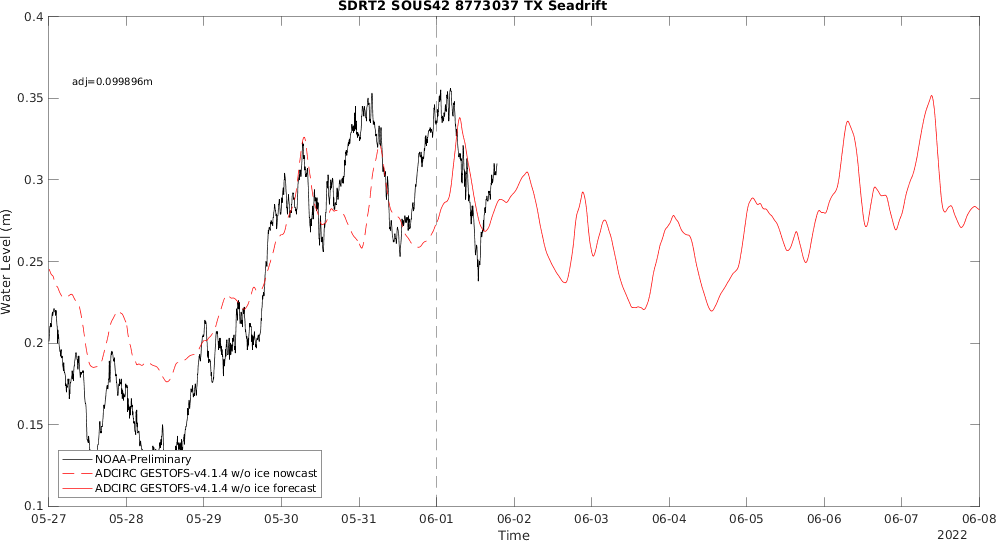 SDRT2 SOUS42 8773037 TX Seadrift
adj=0.099896m
Water Level (m)
0.4
0.35
0.3
0.25
0.2
0.15
0.1
NOAA-Preliminary
ADCIRC GESTOFS-v4.1.4 w/o ice nowcast
ADCIRC GESTOFS-v4.1.4 w/o ice forecast
05-27 05-28 05-29 05-30 05-31 06-01 06-02 06-03 06-04 06-05 06-06 06-07 06-08
Time
2022